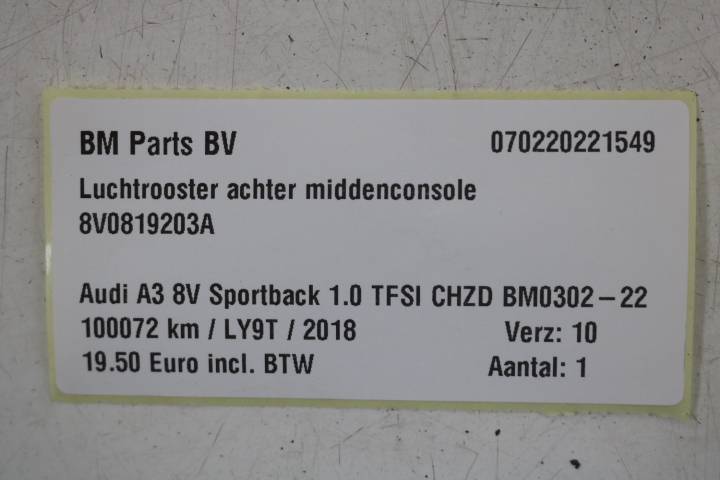 BM Parts BV 070220221549
Luchtrooster achter middenconsole
8V0819203A
Audi A3 8V Sportback 1.0 TFSI CHZD BM0302-22
100072 km / LY9T / 2018 Verz: 10
19.50 Euro incl. BTW Aantal: 1